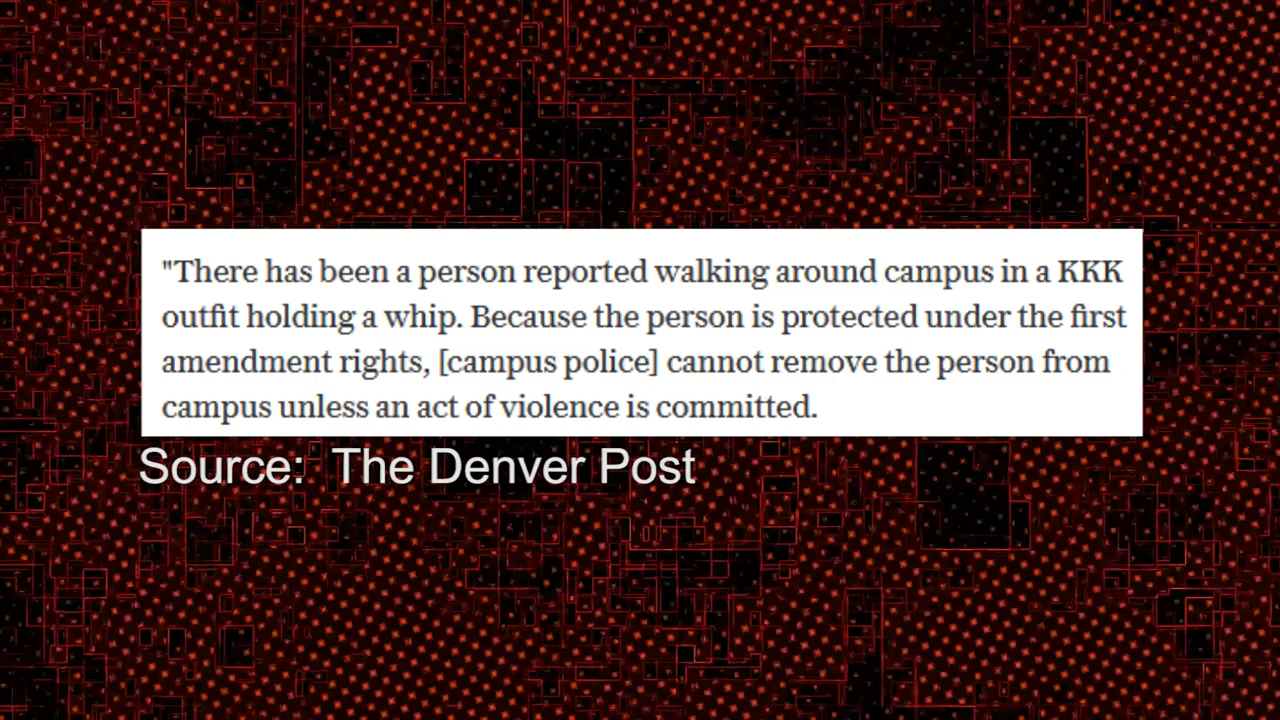 "There has been a person reported walking around campus in a KKK
outfit holding a whip. Because the person is protected under the first
amendment rights, [campus police] cannot remove the person from
campus unless an act of violence is committed.
Source:  The Denver Post